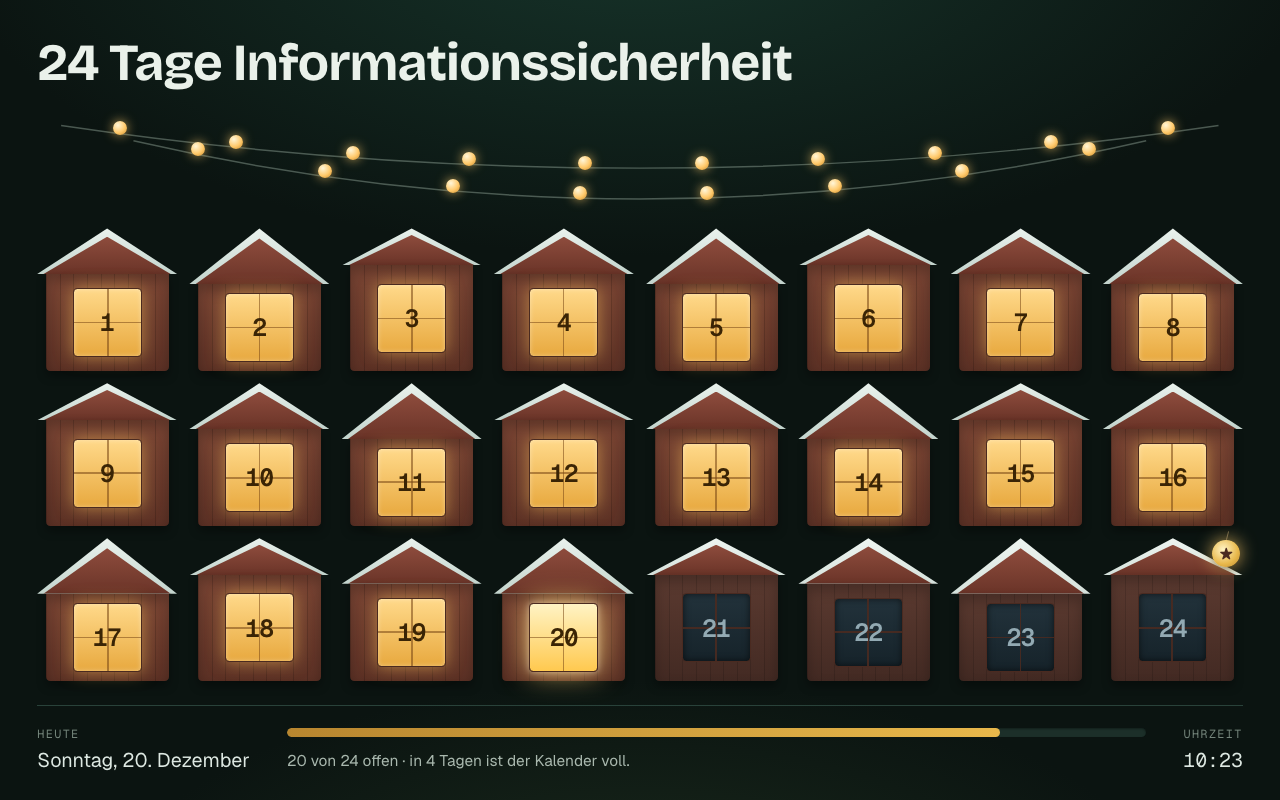 24 Tage Informationssicherheit
1 2 3 4 5 6 7 8
9 10 11 12 13 14 15 16
17 18 19 20 21 22 23 24
HEUTE
Sonntag, 20. Dezember
20 von 24 offen · in 4 Tagen ist der Kalender voll.
UHRZEIT
10:23